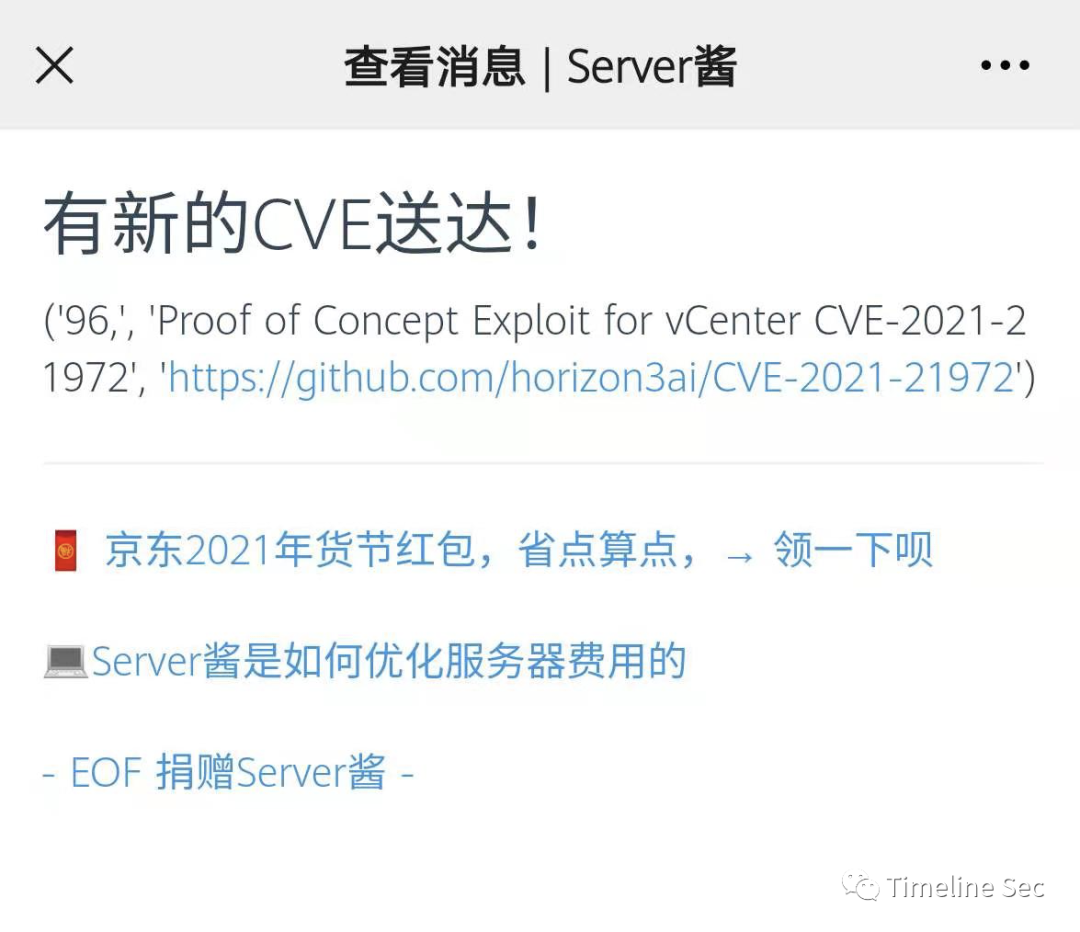 查看消息 | Server酱
有新的CVE送达！
('96,', 'Proof of Concept Exploit for vCenter CVE-2021-2
1972', 'https://github.com/horizon3ai/CVE-2021-21972')
京东2021年货节红包，省点算点，→ 领一下呗
Server酱是如何优化服务器费用的
- EOF 捐赠Server酱 -
Timeline Sec